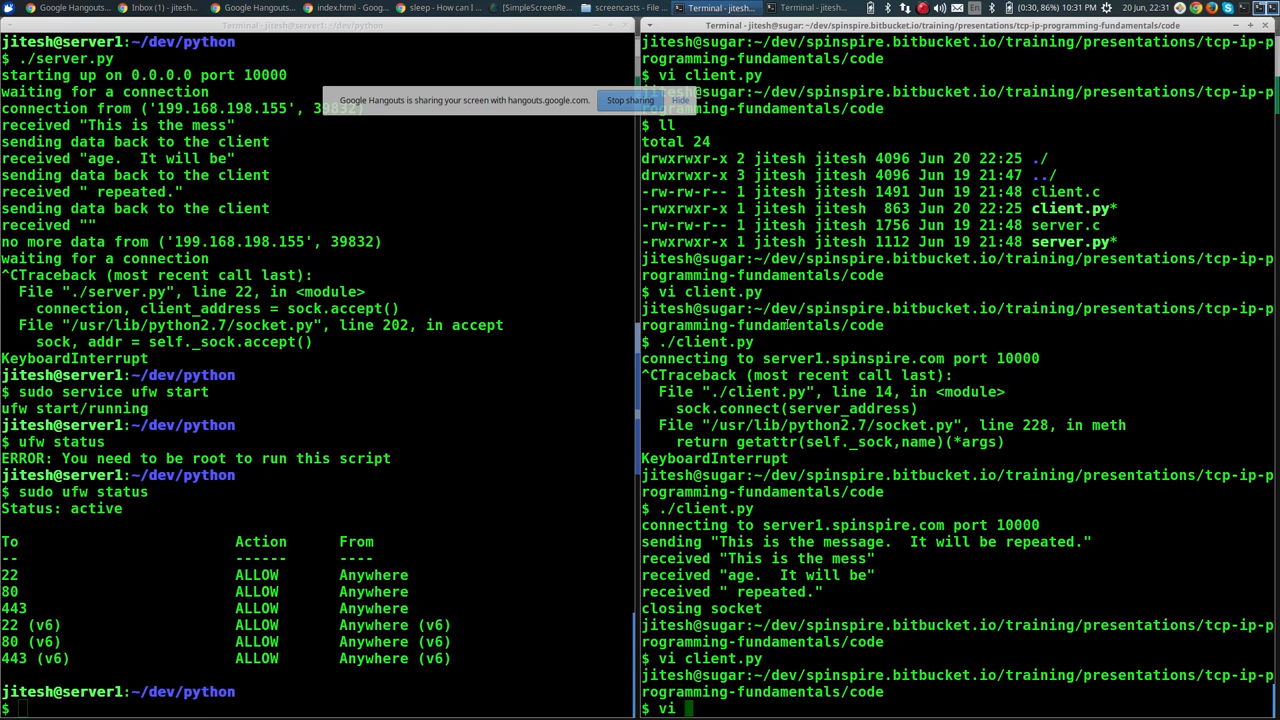 Google Hangouts...
Inbox (1) - jitesh...
Google Hangouts...
index.html - Goog...
sleep - How can I ...
[SimpleScreenRe...
screencasts - File...
Terminal - jitesh@...
Terminal - jitesh@...
En
(0:30, 86%) 10:31 PM
20 Jun, 22:31
Terminal - jitesh@server1: ~/dev/python
jitesh@server1:~/dev/python
$ ./server.py
starting up on 0.0.0.0 port 10000
waiting for a connection
connection from ('199.168.198.155', 39832)
received "This is the mess"
sending data back to the client
received "age.  It will be"
sending data back to the client
received " repeated."
sending data back to the client
received ""
no more data from ('199.168.198.155', 39832)
waiting for a connection
^CTraceback (most recent call last):
  File "./server.py", line 22, in <module>
    connection, client_address = sock.accept()
  File "/usr/lib/python2.7/socket.py", line 202, in accept
    sock, addr = self._sock.accept()
KeyboardInterrupt
jitesh@server1:~/dev/python
$ sudo service ufw start
ufw start/running
jitesh@server1:~/dev/python
$ ufw status
ERROR: You need to be root to run this script
jitesh@server1:~/dev/python
$ sudo ufw status
Status: active
To                         Action      From
--                         ------      ----
22                         ALLOW       Anywhere
80                         ALLOW       Anywhere
443                        ALLOW       Anywhere
22 (v6)                    ALLOW       Anywhere (v6)
80 (v6)                    ALLOW       Anywhere (v6)
443 (v6)                   ALLOW       Anywhere (v6)
jitesh@server1:~/dev/python
$
Google Hangouts is sharing your screen with hangouts.google.com.
Stop sharing
Hide
Terminal - jitesh@sugar: ~/dev/spinspire.bitbucket.io/training/presentations/tcp-ip-programming-fundamentals/code
jitesh@sugar:~/dev/spinspire.bitbucket.io/training/presentations/tcp-ip-p
rogramming-fundamentals/code
$ vi client.py
jitesh@sugar:~/dev/spinspire.bitbucket.io/training/presentations/tcp-ip-p
rogramming-fundamentals/code
$ ll
total 24
drwxrwxr-x 2 jitesh jitesh 4096 Jun 20 22:25 ./
drwxrwxr-x 3 jitesh jitesh 4096 Jun 19 21:47 ../
-rw-rw-r-- 1 jitesh jitesh 1491 Jun 19 21:48 client.c
-rwxrwxr-x 1 jitesh jitesh  863 Jun 20 22:25 client.py*
-rw-rw-r-- 1 jitesh jitesh 1756 Jun 19 21:48 server.c
-rwxrwxr-x 1 jitesh jitesh 1112 Jun 19 21:48 server.py*
jitesh@sugar:~/dev/spinspire.bitbucket.io/training/presentations/tcp-ip-p
rogramming-fundamentals/code
$ vi client.py
jitesh@sugar:~/dev/spinspire.bitbucket.io/training/presentations/tcp-ip-p
rogramming-fundamentals/code
$ ./client.py
connecting to server1.spinspire.com port 10000
^CTraceback (most recent call last):
  File "./client.py", line 14, in <module>
    sock.connect(server_address)
  File "/usr/lib/python2.7/socket.py", line 228, in meth
    return getattr(self._sock,name)(*args)
KeyboardInterrupt
jitesh@sugar:~/dev/spinspire.bitbucket.io/training/presentations/tcp-ip-p
rogramming-fundamentals/code
$ ./client.py
connecting to server1.spinspire.com port 10000
sending "This is the message.  It will be repeated."
received "This is the mess"
received "age.  It will be"
received " repeated."
closing socket
jitesh@sugar:~/dev/spinspire.bitbucket.io/training/presentations/tcp-ip-p
rogramming-fundamentals/code
$ vi client.py
jitesh@sugar:~/dev/spinspire.bitbucket.io/training/presentations/tcp-ip-p
rogramming-fundamentals/code
$ vi